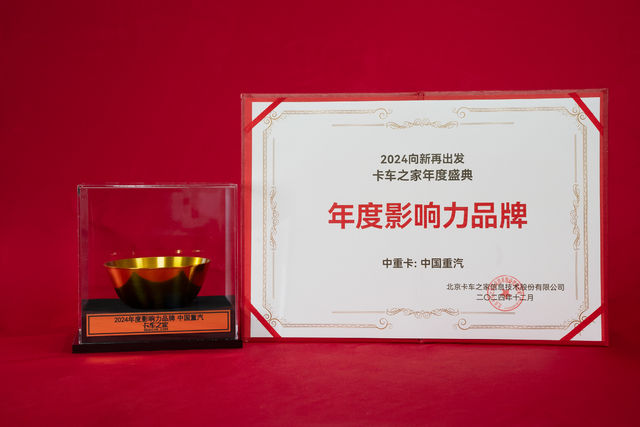 2024向新再出发
卡车之家年度盛典
年度影响力品牌
中重卡: 中国重汽
北京卡车之家信息技术股份有限公司
二〇二四年十二月
2024年度影响力品牌 中国重汽
卡车之家